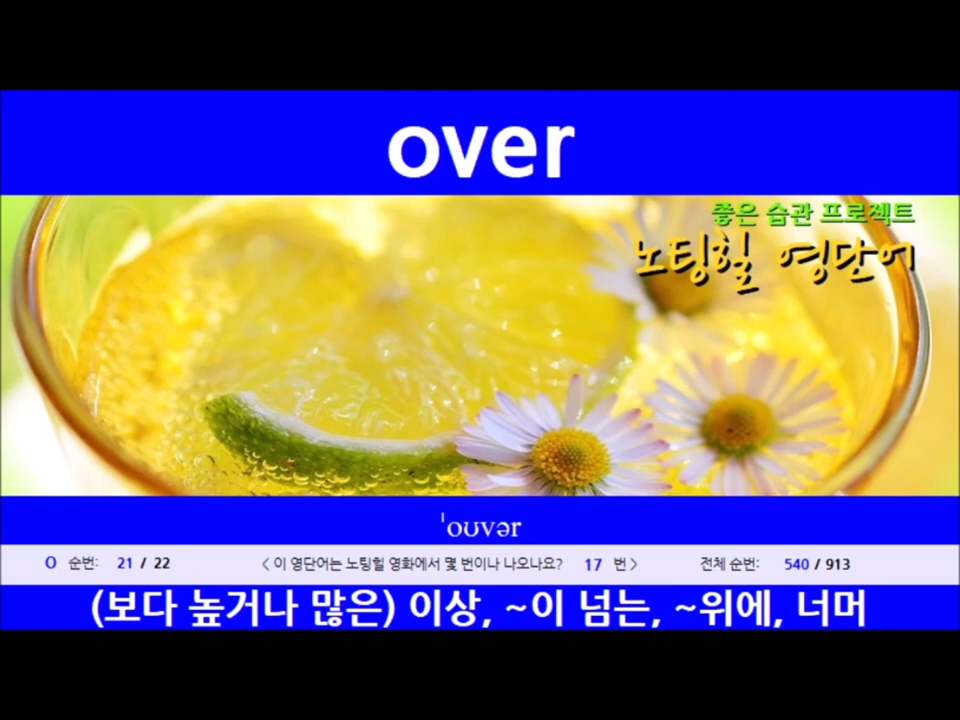 over
좋은 습관 프로젝트
노팅힐 영단어
ˈoʊvər
O 순번: 21 / 22 < 이 영단어는 노팅힐 영화에서 몇 번이나 나오나요? 17 번 > 전체 순번: 540 / 913
(보다 높거나 많은) 이상, ~이 넘는, ~위에, 너머